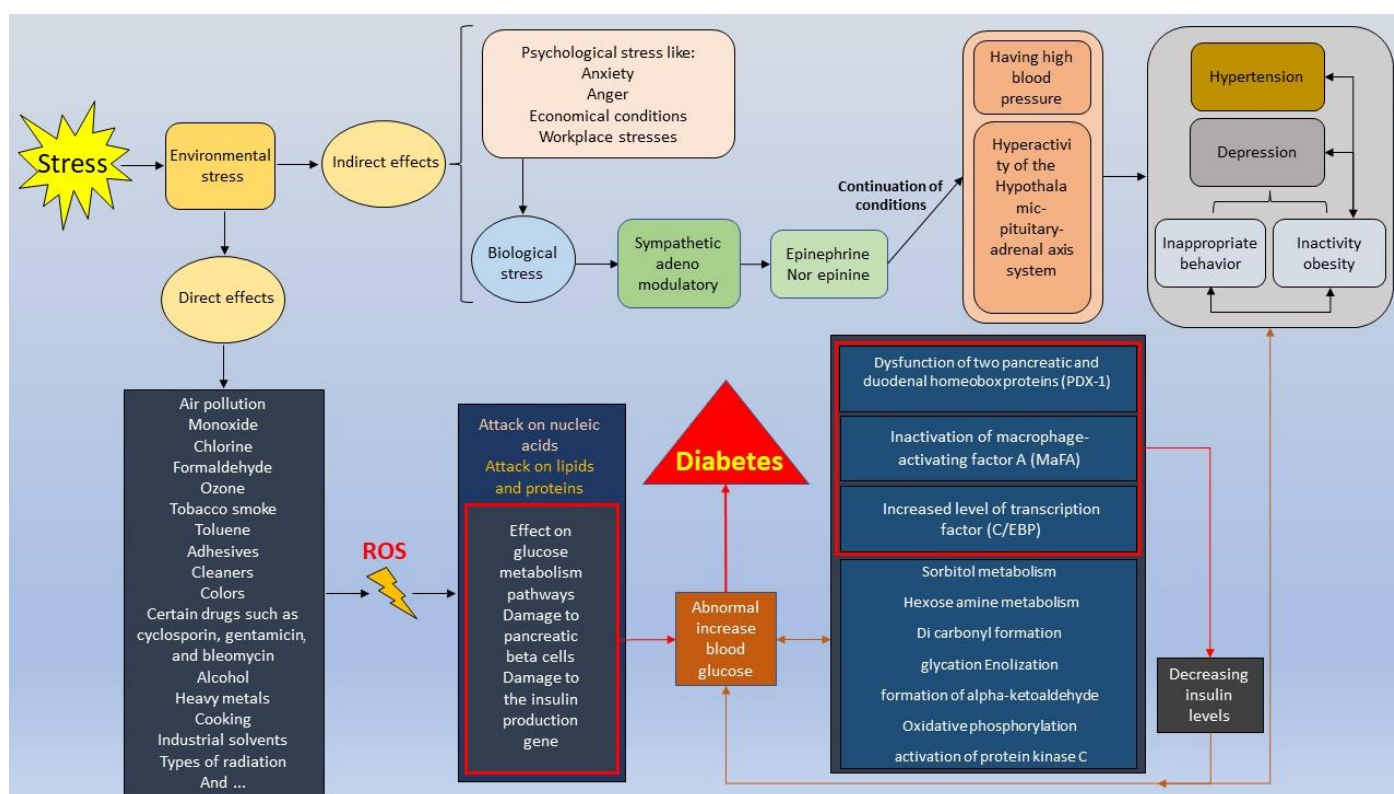 Stress
Environmental
stress
Indirect effects
Psychological stress like:
Anxiety
Anger
Economical conditions
Workplace stresses
Biological
stress
Sympathetic
adeno
modulatory
Epinephrine
Nor epinine
Continuation of
conditions
Having high
blood
pressure
Hyperactivi
ty of the
Hypothala
mic-
pituitary-
adrenal axis
system
Hypertension
Depression
Inappropriate
behavior
Inactivity
obesity
Direct effects
Air pollution
Monoxide
Chlorine
Formaldehyde
Ozone
Tobacco smoke
Toluene
Adhesives
Cleaners
Colors
Certain drugs such as
cyclosporin, gentamicin,
and bleomycin
Alcohol
Heavy metals
Cooking
Industrial solvents
Types of radiation
And ...
ROS
Attack on nucleic
acids
Attack on lipids
and proteins
Effect on
glucose
metabolism
pathways
Damage to
pancreatic
beta cells
Damage to
the insulin
production
gene
Diabetes
Abnormal
increase
blood
glucose
Dysfunction of two pancreatic and
duodenal homeobox proteins (PDX-1)
Inactivation of macrophage-
activating factor A (MaFA)
Increased level of transcription
factor (C/EBP)
Sorbitol metabolism
Hexose amine metabolism
Di carbonyl formation
glycation Enolization
formation of alpha-ketoaldehyde
Oxidative phosphorylation
activation of protein kinase C
Decreasing
insulin
levels